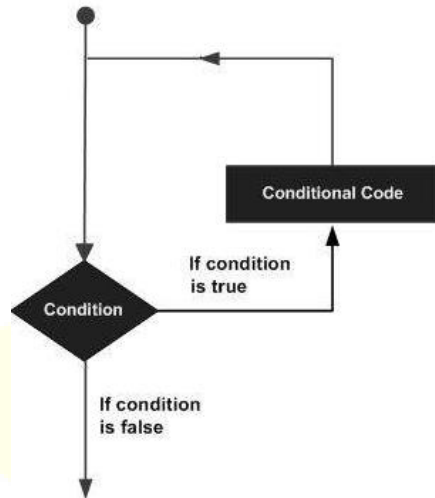 Conditional Code
If condition
is true
Condition
If condition
is false